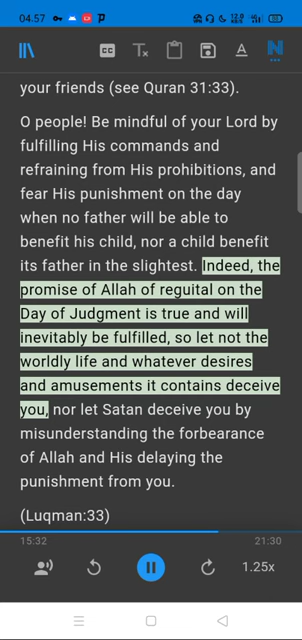 04.57
your friends (see Quran 31:33).
O people! Be mindful of your Lord by
fulfilling His commands and
refraining from His prohibitions, and
fear His punishment on the day
when no father will be able to
benefit his child, nor a child benefit
its father in the slightest. Indeed, the
promise of Allah of reguital on the
Day of Judgment is true and will
inevitably be fulfilled, so let not the
worldly life and whatever desires
and amusements it contains deceive
you, nor let Satan deceive you by
misunderstanding the forbearance
of Allah and His delaying the
punishment from you.
(Luqman:33)
15:32 21:30
1.25x